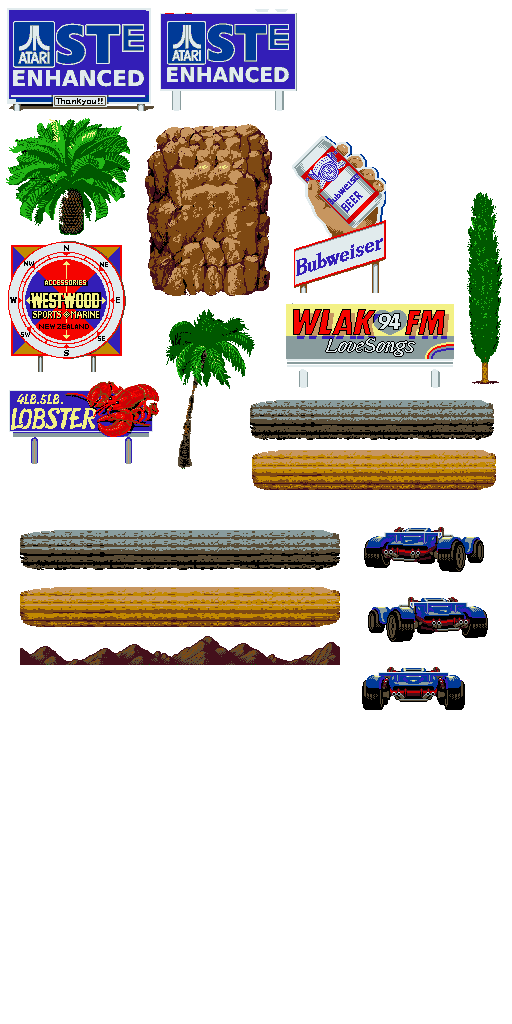 ATARI
STE
ENHANCED
Thankyou!!
ATARI
STE
ENHANCED
Bubweiser
BEER
Bubweiser
N
NW
NE
ACCESSORIES
W
WESTWOOD
E
SPORTS MARINE
NEW ZEALAND
SW
SE
S
WLAK 94 FM
LoveSongs
4LB.5LB.
LOBSTER